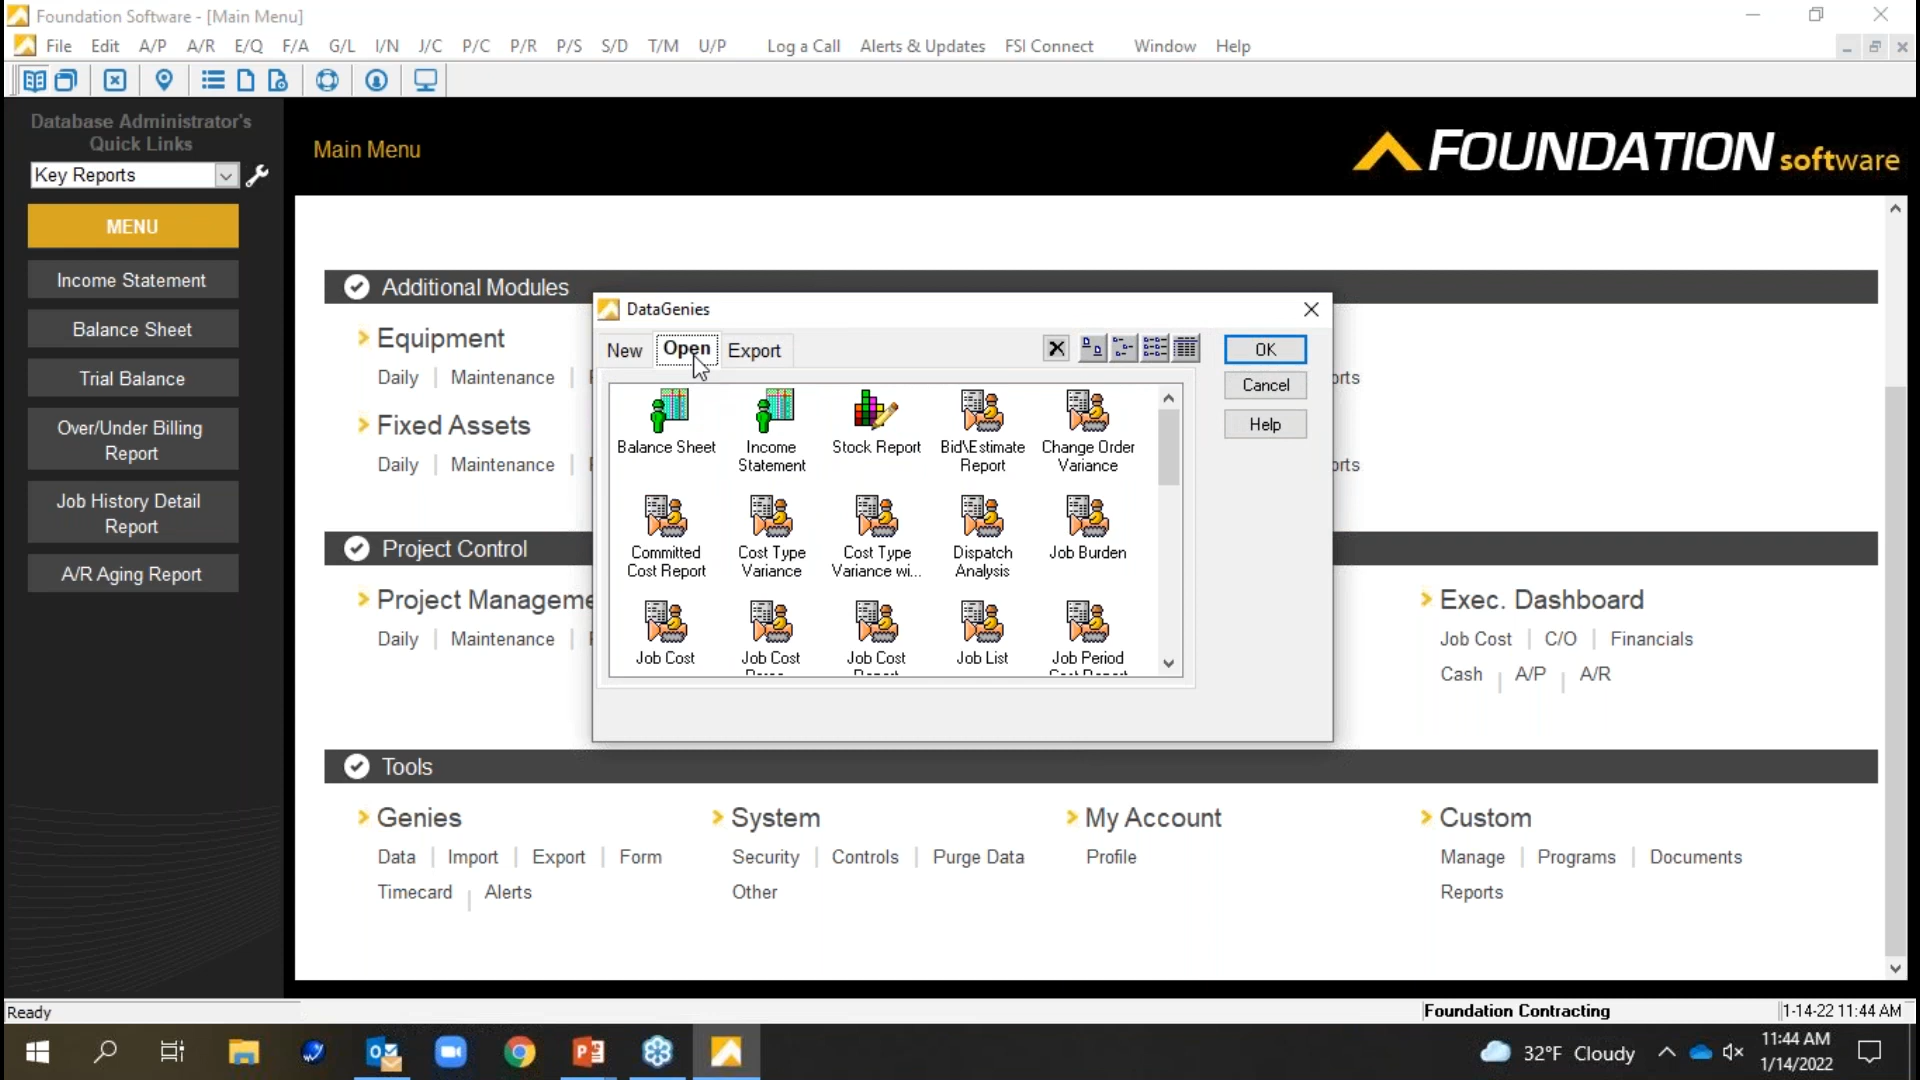 Foundation Software - [Main Menu]
File Edit A/P A/R E/Q F/A G/L I/N J/C P/C P/R P/S S/D T/M U/P Log a Call Alerts & Updates FSI Connect Window Help
Database Administrator's
Quick Links
Key Reports
MENU
Income Statement
Balance Sheet
Trial Balance
Over/Under Billing
Report
Job History Detail
Report
A/R Aging Report
Main Menu
FOUNDATION software
Additional Modules
Equipment
Daily Maintenance
Fixed Assets
Daily Maintenance
Project Control
Daily Maintenance
Exec. Dashboard
Job Cost C/O Financials
Cash A/P A/R
DataGenies
New Open Export
OK
Cancel
Help
Balance Sheet
Income
Statement
Stock Report
Bid\Estimate
Report
Change Order
Variance
Committed
Cost Report
Cost Type
Variance
Cost Type
Variance wi...
Dispatch
Analysis
Job Burden
Job Cost
Job Cost
Job Cost
Job List
Job Period
Tools
Genies
Data Import Export Form
Timecard Alerts
System
Security Controls Purge Data
Other
My Account
Profile
Custom
Manage Programs Documents
Reports
Ready
Foundation Contracting
1-14-22 11:44 AM
32°F Cloudy
11:44 AM
1/14/2022